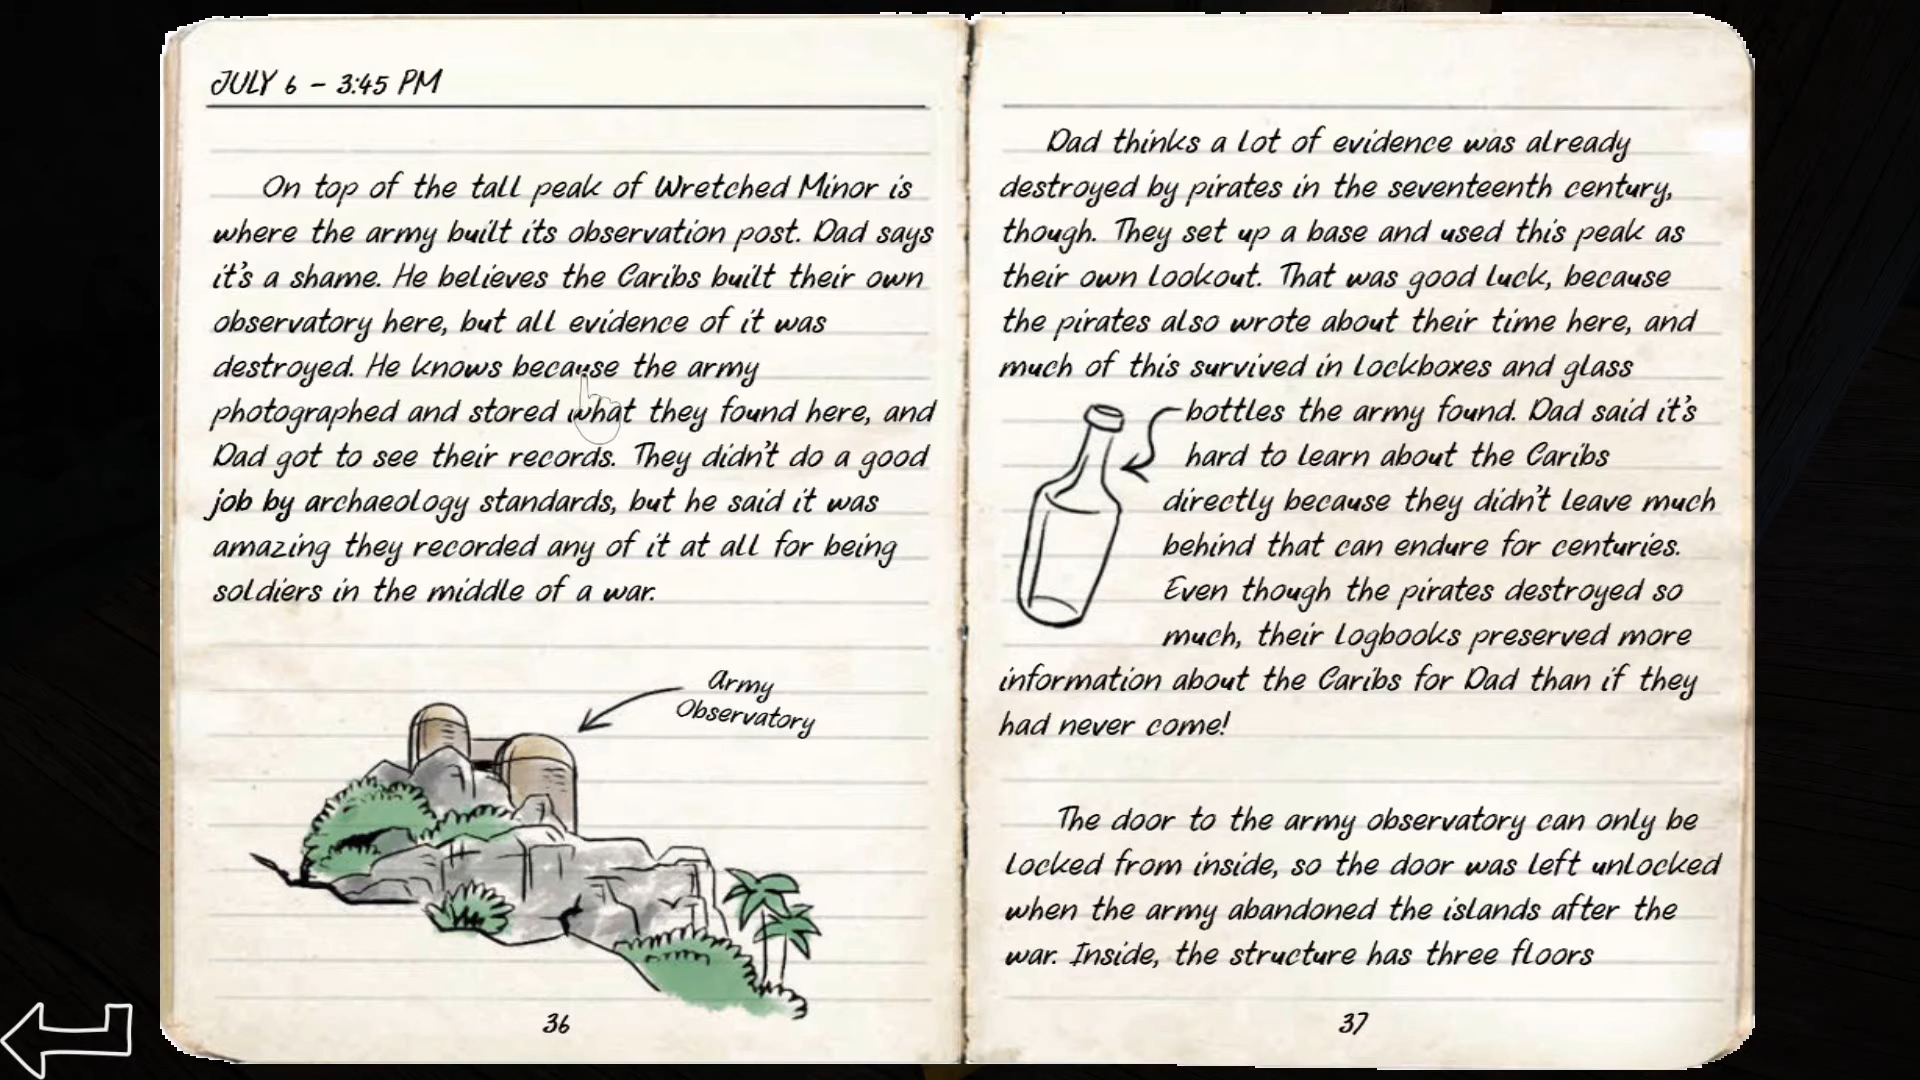 JULY 6 - 3:45 PM
On top of the tall peak of Wretched Minor is
where the army built its observation post. Dad says
it's a shame. He believes the Caribs built their own
observatory here, but all evidence of it was
destroyed. He knows because the army
photographed and stored what they found here, and
Dad got to see their records. They didn't do a good
job by archaeology standards, but he said it was
amazing they recorded any of it at all for being
soldiers in the middle of a war.
Army
Observatory
36
Dad thinks a lot of evidence was already
destroyed by pirates in the seventeenth century,
though. They set up a base and used this peak as
their own lookout. That was good luck, because
the pirates also wrote about their time here, and
much of this survived in lockboxes and glass
bottles the army found. Dad said it's
hard to learn about the Caribs
directly because they didn't leave much
behind that can endure for centuries.
Even though the pirates destroyed so
much, their logbooks preserved more
information about the Caribs for Dad than if they
had never come!
The door to the army observatory can only be
locked from inside, so the door was left unlocked
when the army abandoned the islands after the
war. Inside, the structure has three floors
37